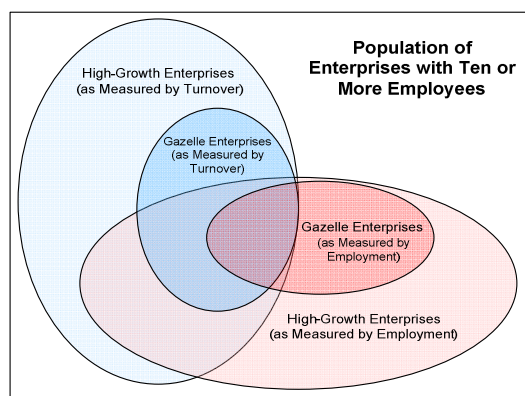 Population of
Enterprises with Ten or
More Employees
High-Growth Enterprises
(as Measured by Turnover)
Gazelle Enterprises
(as Measured by
Turnover)
Gazelle Enterprises
(as Measured by
Employment)
High-Growth Enterprises
(as Measured by Employment)